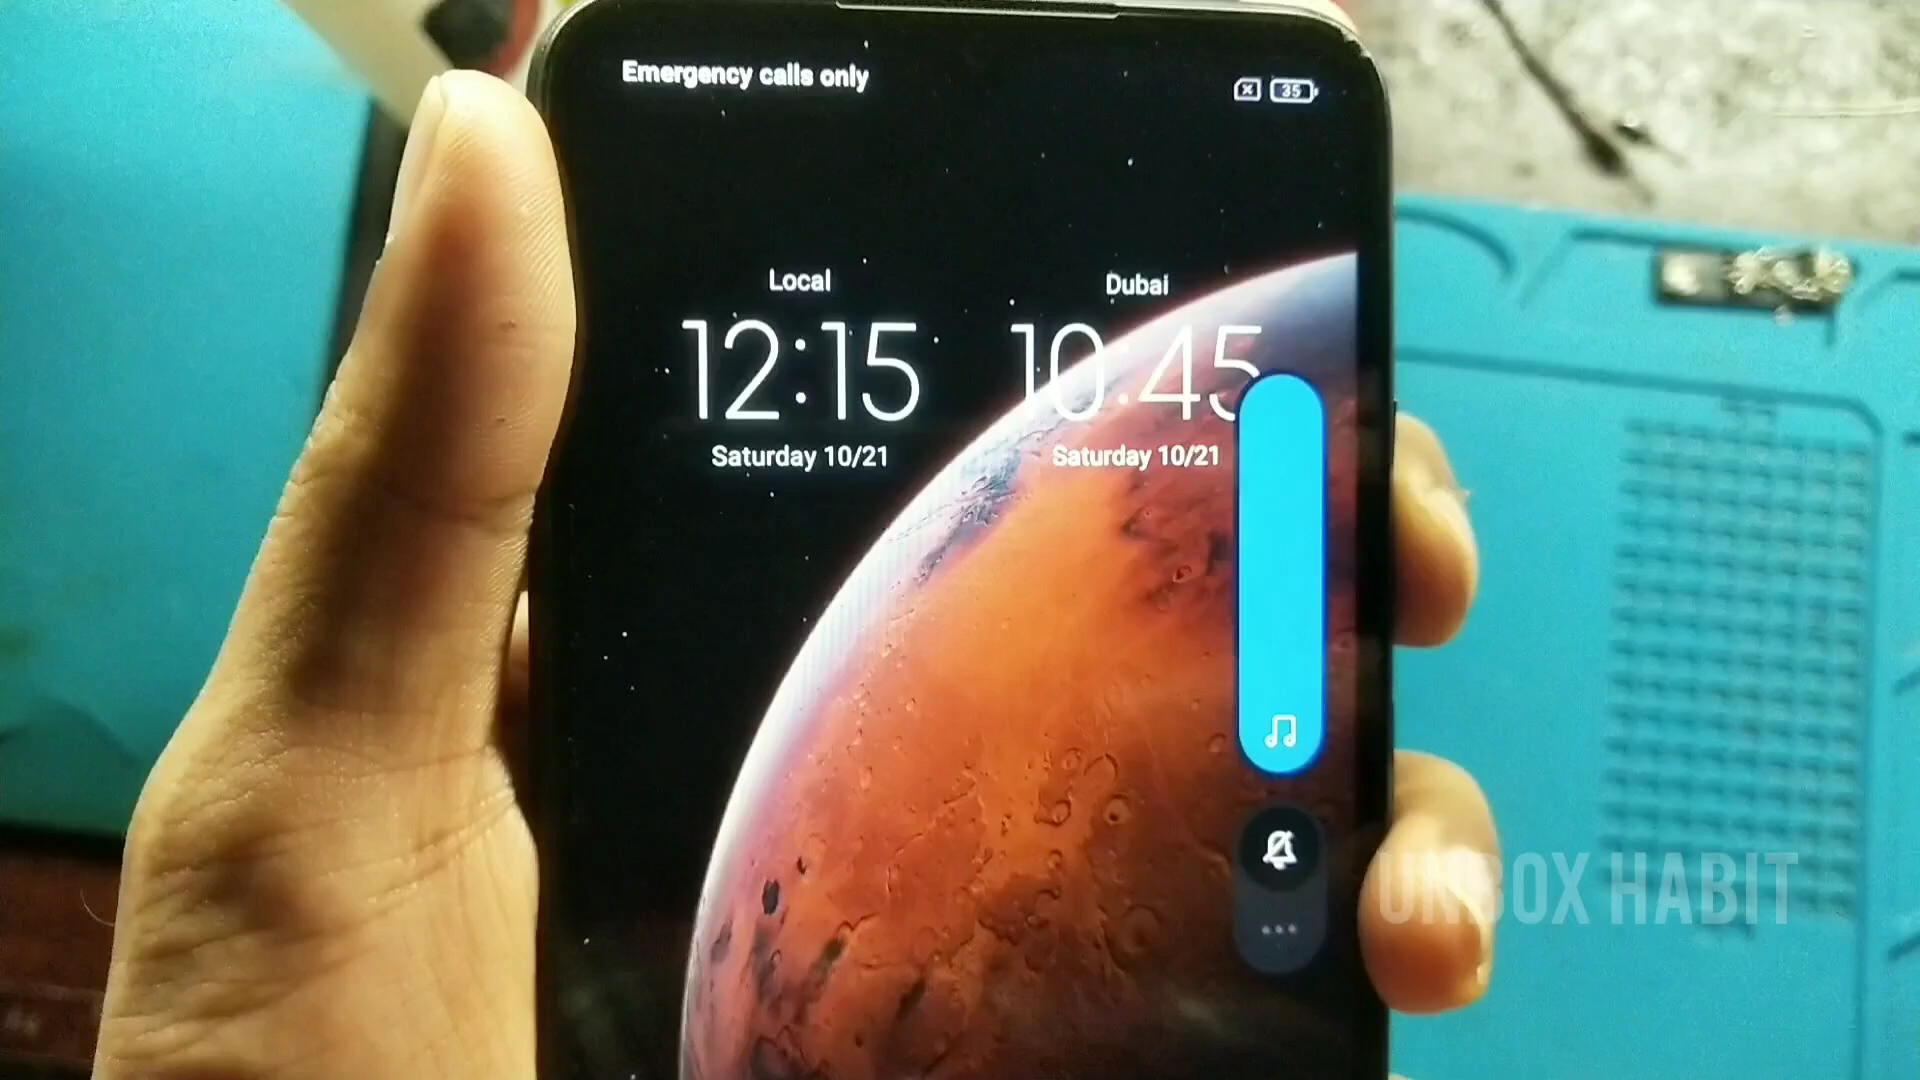 Emergency calls only
35
Local
Dubai
12:15
10:45
Saturday 10/21
Saturday 10/21
UNBOX HABIT